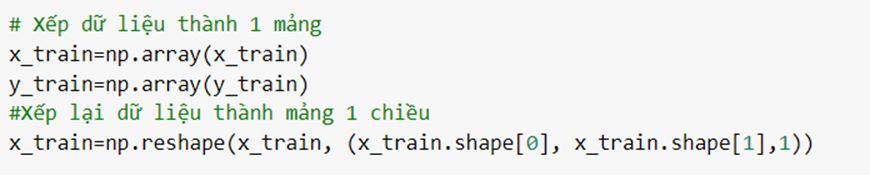 # Xếp dữ liệu thành 1 mảng
x_train=np.array(x_train)
y_train=np.array(y_train)
#Xếp lại dữ liệu thành mảng 1 chiều
x_train=np.reshape(x_train, (x_train.shape[0], x_train.shape[1],1))